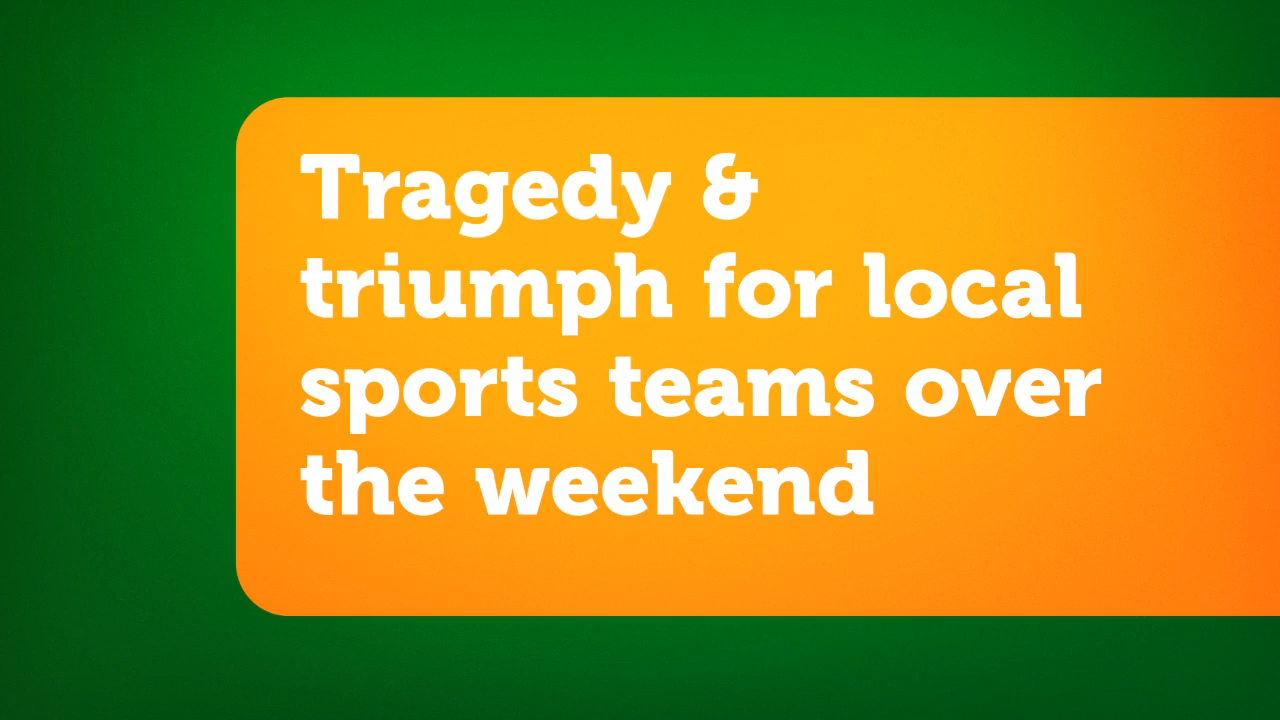 Tragedy &
triumph for local
sports teams over
the weekend